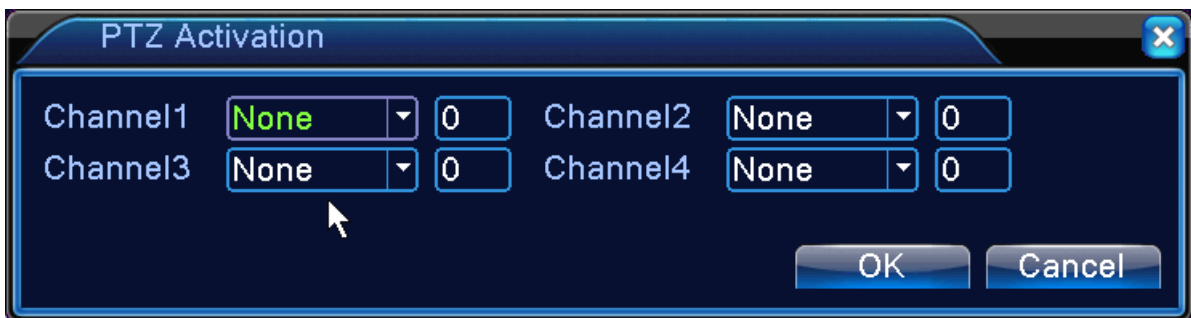 PTZ Activation
Channel1 None 0 Channel2 None 0
Channel3 None 0 Channel4 None 0
OK Cancel